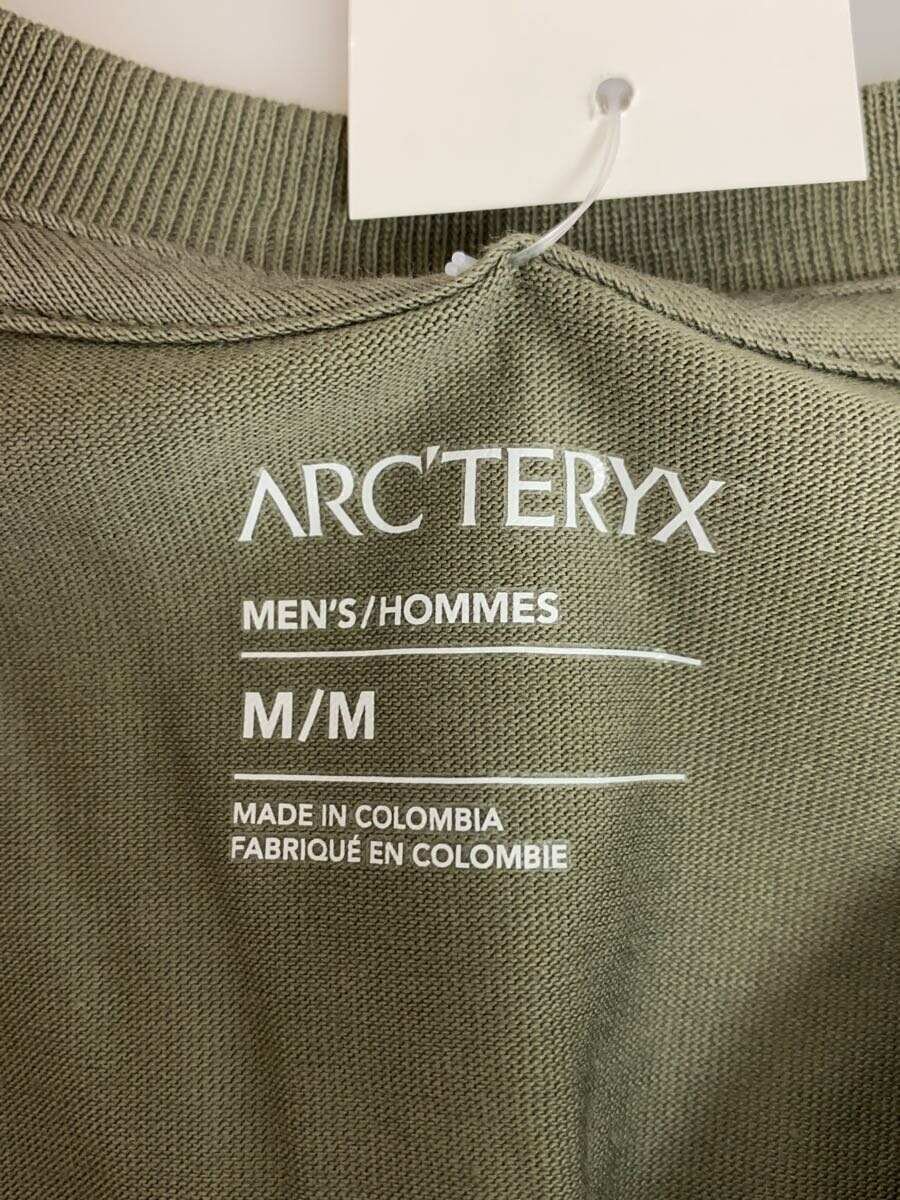 ARC'TERYX
MEN'S/HOMMES
M/M
MADE IN COLOMBIA
FABRIQUÉ EN COLOMBIE